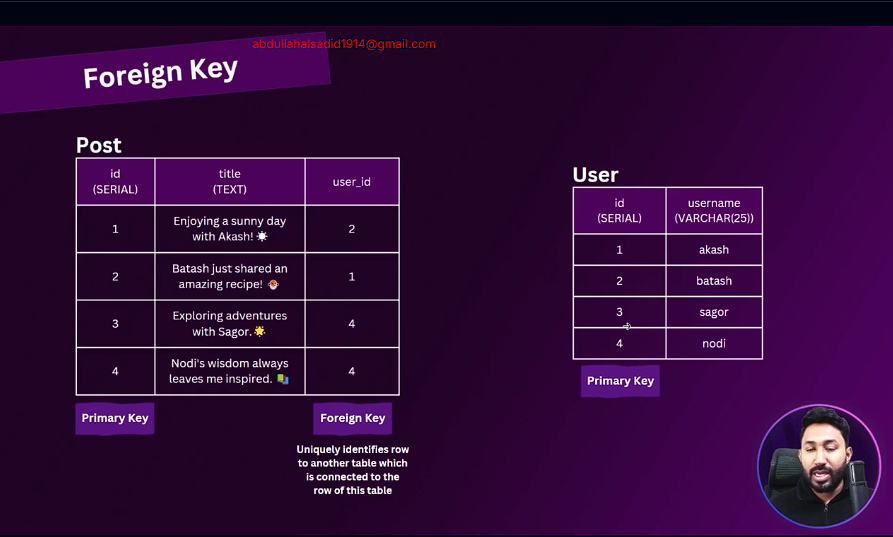 abdullahalsadid1914@gmail.com
Foreign Key
Post
id
(SERIAL)
title
(TEXT)
user_id
1
Enjoying a sunny day
with Akash! ☀️
2
2
Batash just shared an
amazing recipe! 🍲
1
3
Exploring adventures
with Sagor. 🌟
4
4
Nodi's wisdom always
leaves me inspired. 📚
4
Primary Key
Foreign Key
Uniquely identifies row
to another table which
is connected to the
row of this table
User
id
(SERIAL)
username
(VARCHAR(25))
1
akash
2
batash
3
sagor
4
nodi
Primary Key